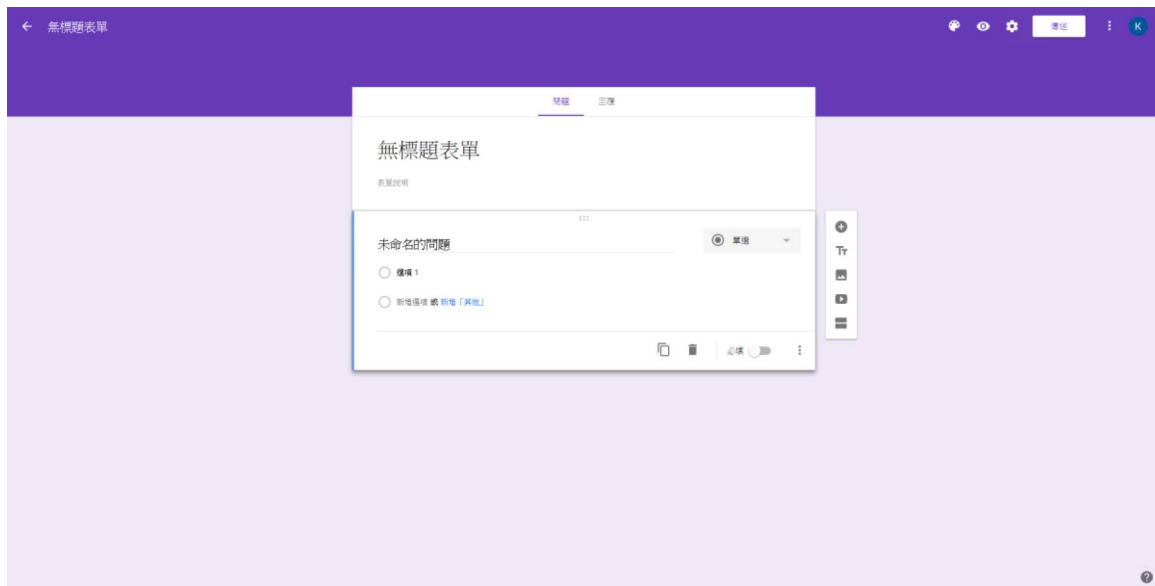 無標題表單
傳送
K
問題 回覆
無標題表單
表單說明
未命名的問題
單選
選項 1
新增選項 或 新增「其他」
必填
Tт